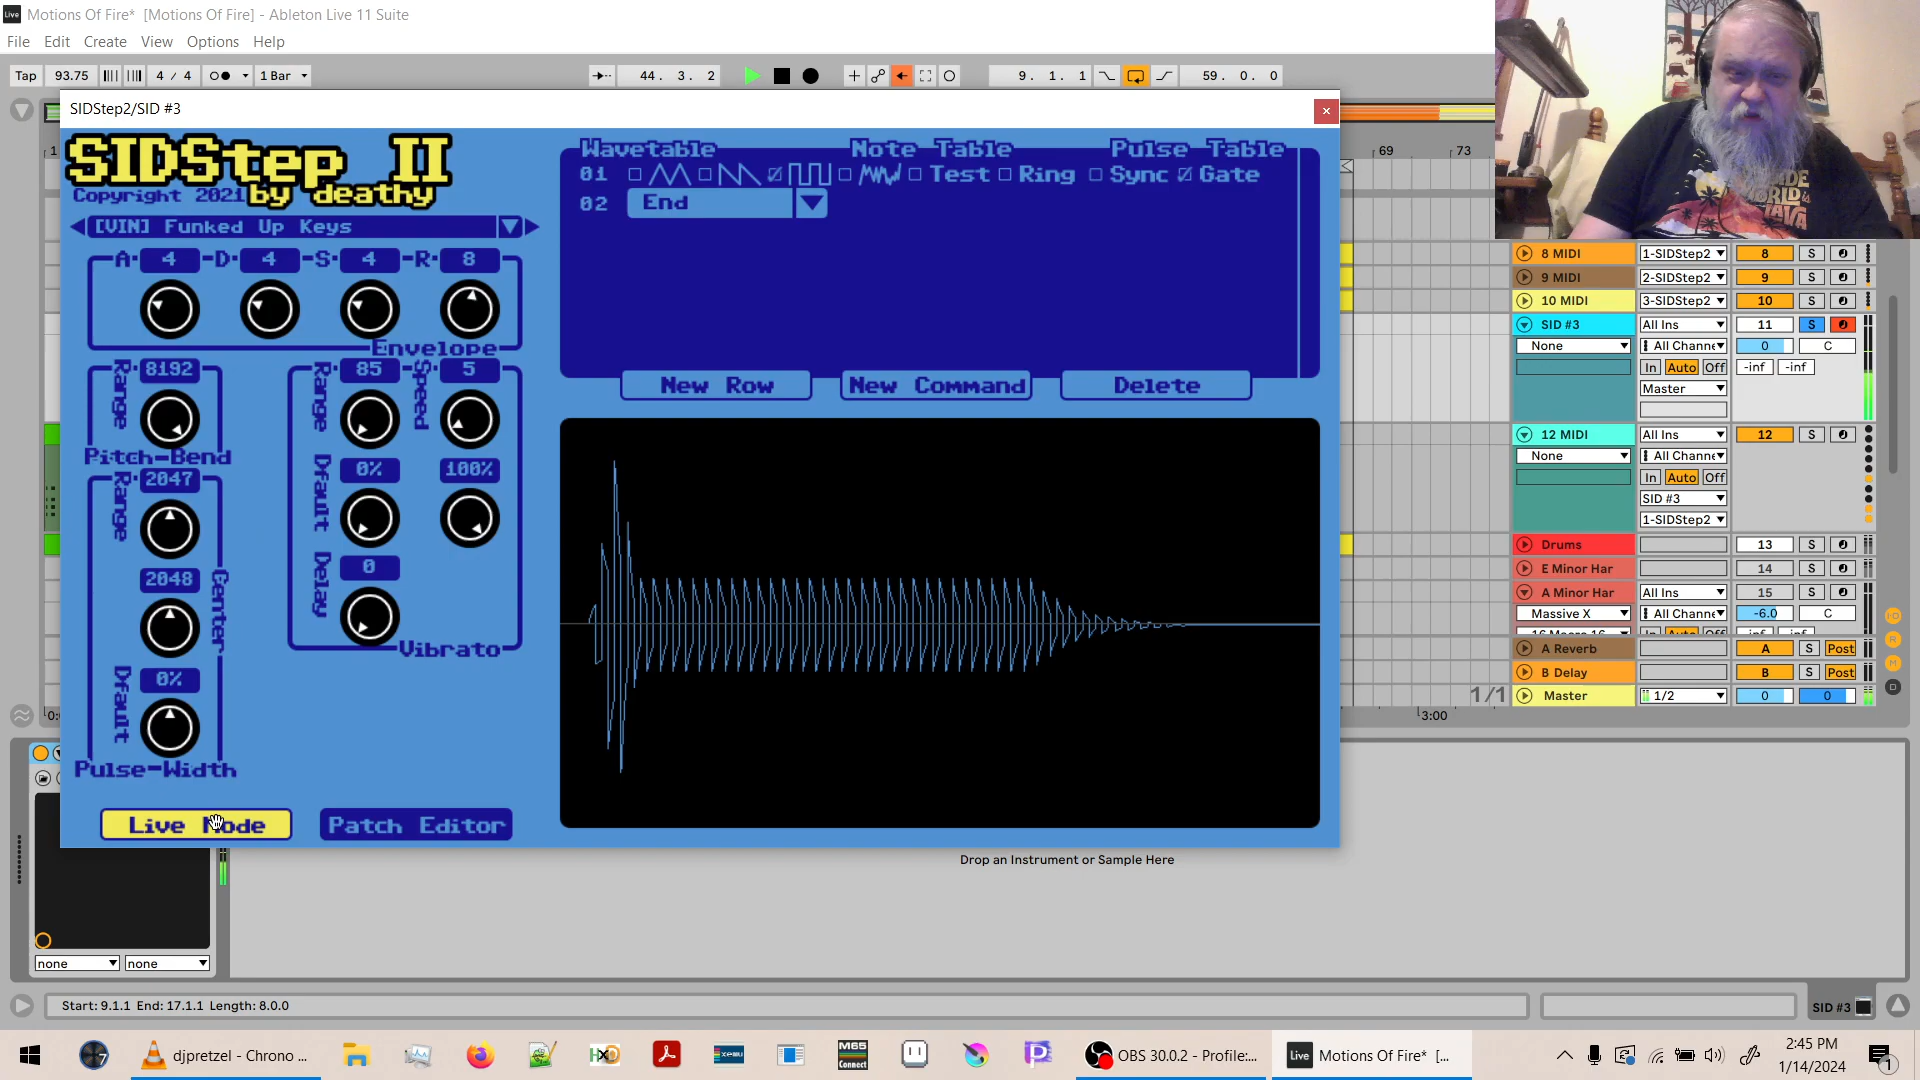 Motions Of Fire* [Motions Of Fire] - Ableton Live 11 Suite
File Edit Create View Options Help
Tap 93.75 4 / 4 1 Bar 44. 3. 2 9. 1. 1 59. 0. 0
SIDStep2/SID #3
SIDStep II
Copyright 2021 by deathy
[VIN] Funked Up Keys
A 4 D 4 S 4 R 8
Envelope
Range 8192
Pitch-Bend
Range 2047
2048 Center
Dfault 0%
Pulse-Width
Range 85 Speed 5
Dfault 0% 100%
Delay 0
Vibrato
Live Mode
Patch Editor
Wavetable Note Table Pulse Table
01 Test Ring Sync Gate
02 End
New Row New Command Delete
69 73
8 MIDI 1-SIDStep2 8 S
9 MIDI 2-SIDStep2 9 S
10 MIDI 3-SIDStep2 10 S
SID #3 All Ins 11 S
None All Channe 0 C
In Auto Off -inf -inf
Master
12 MIDI All Ins 12 S
None All Channe
In Auto Off
SID #3
1-SIDStep2
Drums 13 S
E Minor Har 14 S
A Minor Har All Ins 15 S
Massive X All Channe -6.0 C
A Reverb A S Post
B Delay B S Post
1/1 Master 1/2 0 0
3:00
none none
Drop an Instrument or Sample Here
Start: 9.1.1 End: 17.1.1 Length: 8.0.0
SID #3
djpretzel - Chrono ...
M65 Connect
xemu
OBS 30.0.2 - Profile:...
Live Motions Of Fire* [...
2:45 PM
1/14/2024
1